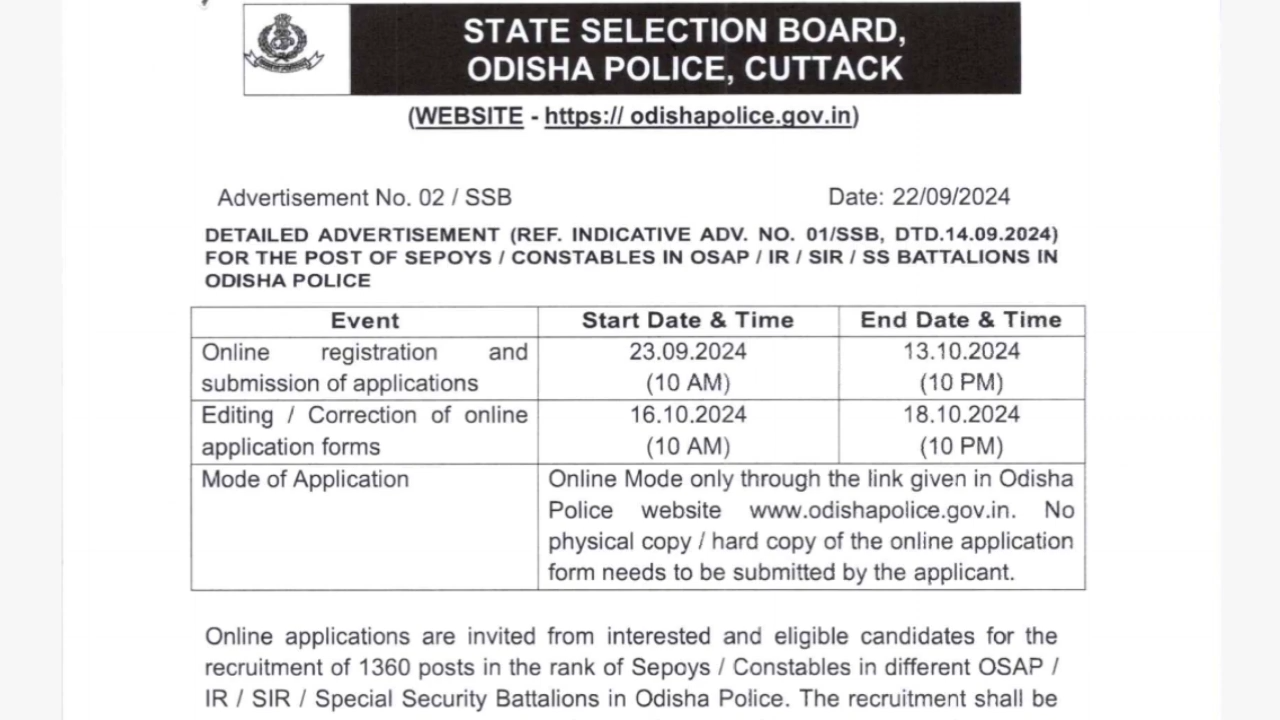 STATE SELECTION BOARD,
ODISHA POLICE, CUTTACK
(WEBSITE - https:// odishapolice.gov.in)
Advertisement No. 02 / SSB Date: 22/09/2024
DETAILED ADVERTISEMENT (REF. INDICATIVE ADV. NO. 01/SSB, DTD.14.09.2024)
FOR THE POST OF SEPOYS / CONSTABLES IN OSAP / IR / SIR / SS BATTALIONS IN
ODISHA POLICE
Event Start Date & Time End Date & Time
Online registration and 23.09.2024 13.10.2024
submission of applications (10 AM) (10 PM)
Editing / Correction of online 16.10.2024 18.10.2024
application forms (10 AM) (10 PM)
Mode of Application Online Mode only through the link given in Odisha
Police website www.odishapolice.gov.in. No
physical copy / hard copy of the online application
form needs to be submitted by the applicant.
Online applications are invited from interested and eligible candidates for the
recruitment of 1360 posts in the rank of Sepoys / Constables in different OSAP /
IR / SIR / Special Security Battalions in Odisha Police. The recruitment shall be